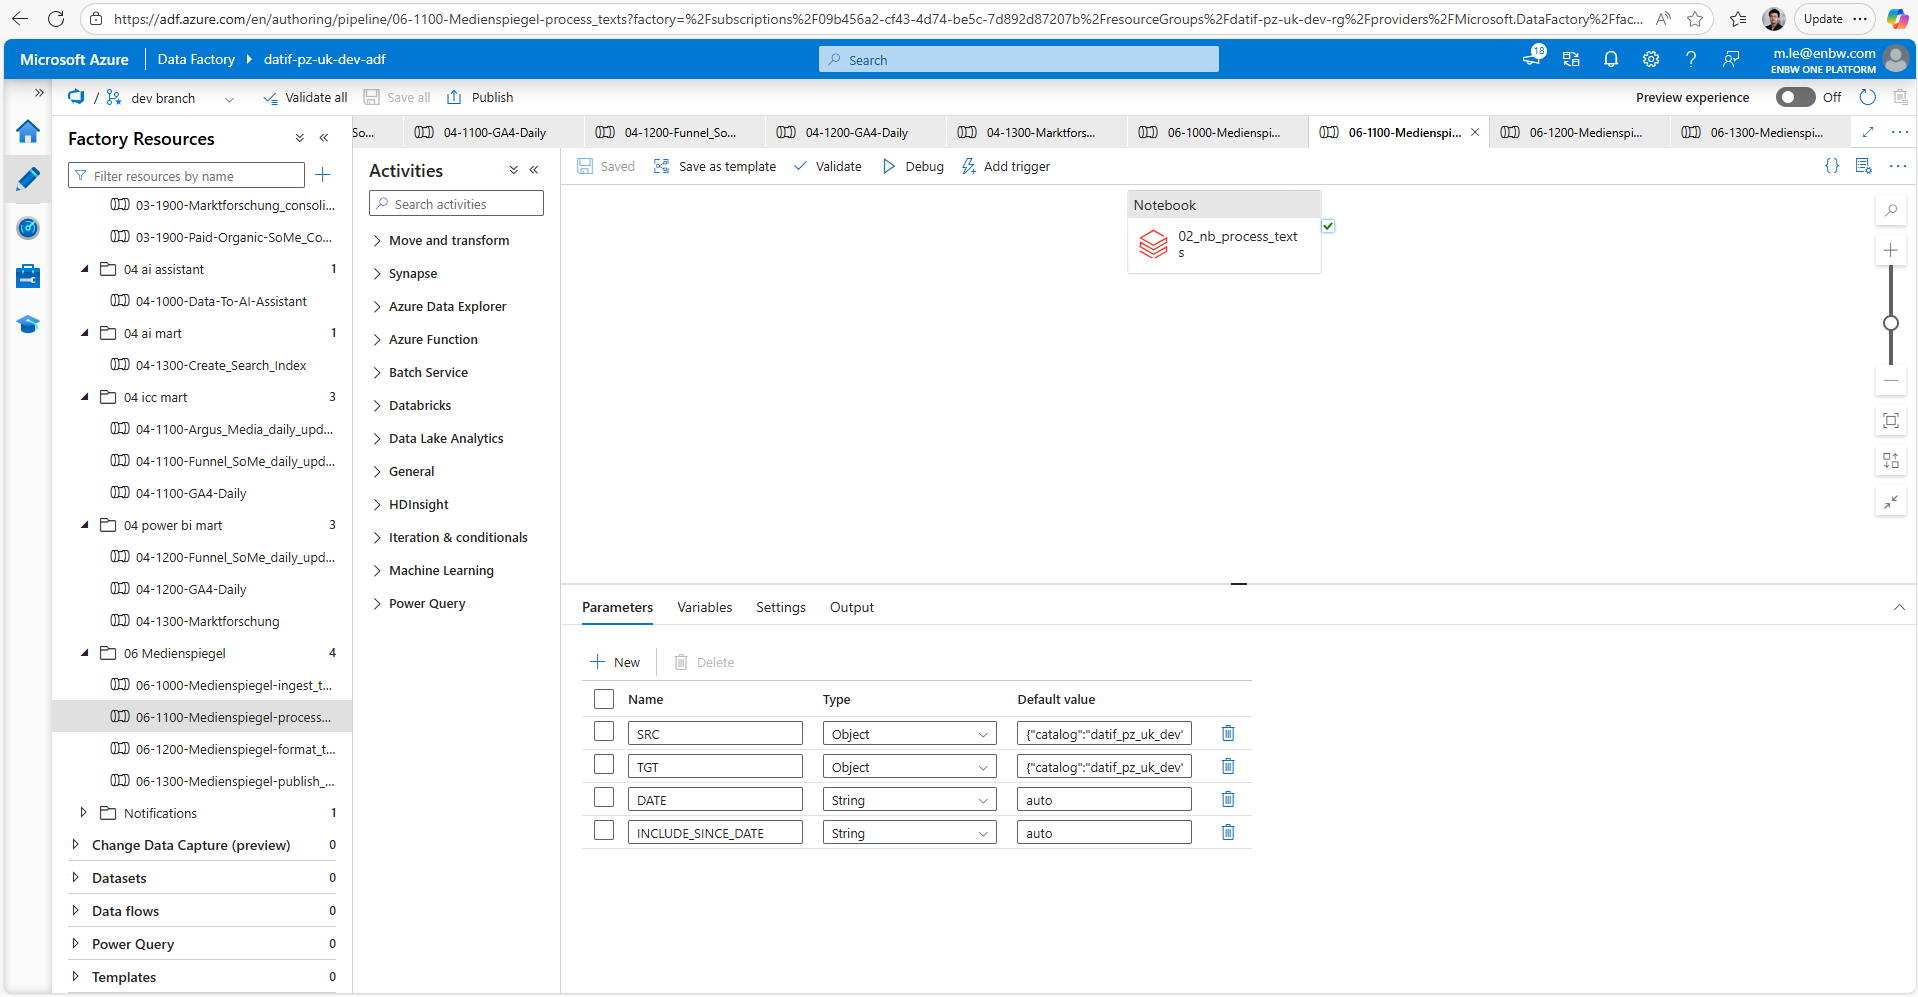 https://adf.azure.com/en/authoring/pipeline/06-1100-Medienspiegel-process_texts?factory=%2Fsubscriptions%2F09b456a2-cf43-4d74-be5c-7d892d87207b%2FresourceGroups%2Fdatif-pz-uk-dev-rg%2Fproviders%2FMicrosoft.DataFactory%2Ffac...
Update
Microsoft Azure
Data Factory
datif-pz-uk-dev-adf
Search
18
m.le@enbw.com
ENBW ONE PLATFORM
/
dev branch
Validate all
Save all
Publish
Preview experience
Off
Factory Resources
Filter resources by name
03-1900-Marktforschung_consoli...
03-1900-Paid-Organic-SoMe_Co...
04 ai assistant
1
04-1000-Data-To-AI-Assistant
04 ai mart
1
04-1300-Create_Search_Index
04 icc mart
3
04-1100-Argus_Media_daily_upd...
04-1100-Funnel_SoMe_daily_upd...
04-1100-GA4-Daily
04 power bi mart
3
04-1200-Funnel_SoMe_daily_upd...
04-1200-GA4-Daily
04-1300-Marktforschung
06 Medienspiegel
4
06-1000-Medienspiegel-ingest_t...
06-1100-Medienspiegel-process...
06-1200-Medienspiegel-format_t...
06-1300-Medienspiegel-publish_...
Notifications
1
Change Data Capture (preview)
0
Datasets
0
Data flows
0
Power Query
0
Templates
0
So...
04-1100-GA4-Daily
04-1200-Funnel_So...
04-1200-GA4-Daily
04-1300-Marktfors...
06-1000-Medienspi...
06-1100-Medienspi...
06-1200-Medienspi...
06-1300-Medienspi...
Activities
Search activities
Move and transform
Synapse
Azure Data Explorer
Azure Function
Batch Service
Databricks
Data Lake Analytics
General
HDInsight
Iteration & conditionals
Machine Learning
Power Query
Saved
Save as template
Validate
Debug
Add trigger
{}
Notebook
02_nb_process_text
s
Parameters
Variables
Settings
Output
New
Delete
Name
Type
Default value
SRC
Object
{"catalog":"datif_pz_uk_dev"
TGT
Object
{"catalog":"datif_pz_uk_dev"
DATE
String
auto
INCLUDE_SINCE_DATE
String
auto